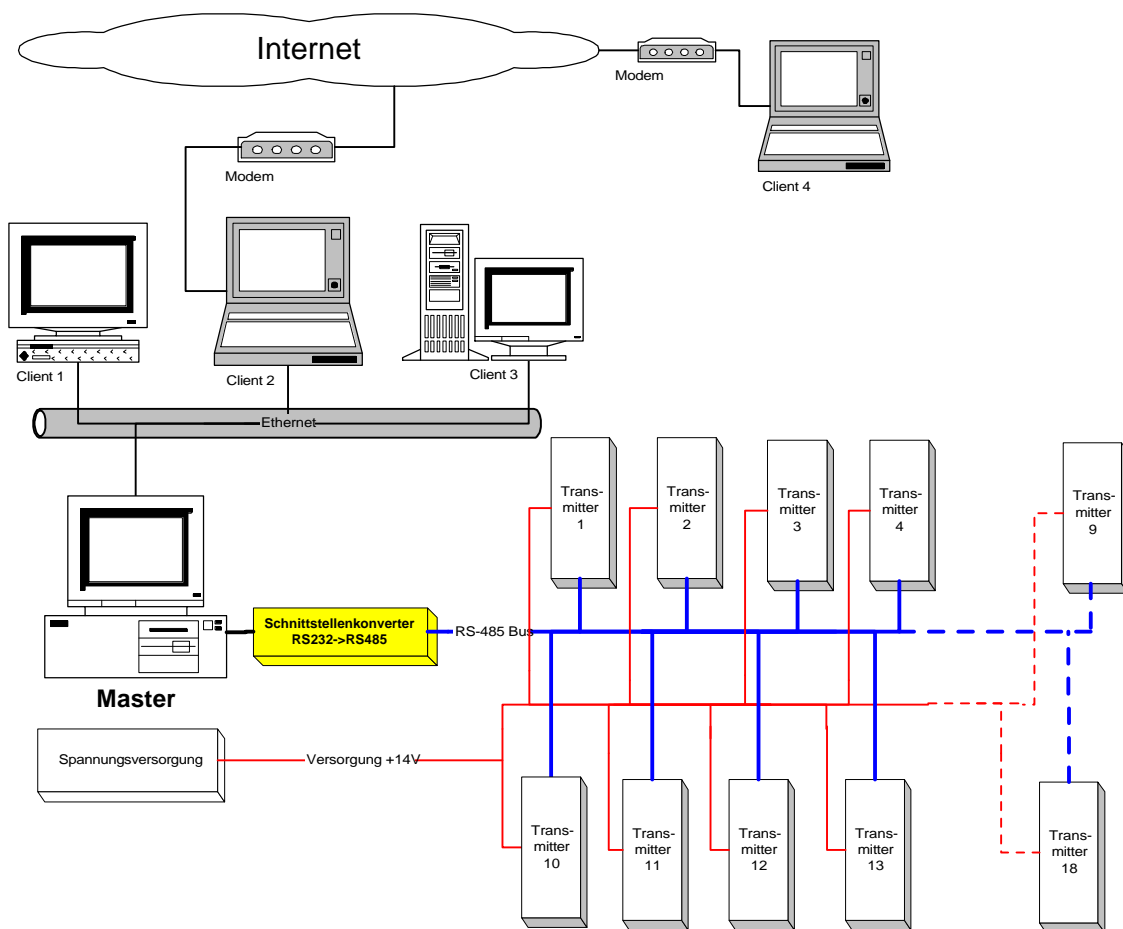 Internet
Modem
Client 4
Modem
Client 1
Client 2
Client 3
Ethernet
Trans-
mitter
1
Trans-
mitter
2
Trans-
mitter
3
Trans-
mitter
4
Trans-
mitter
9
Schnittstellenkonverter
RS232->RS485
RS-485 Bus
Master
Spannungsversorgung
Versorgung +14V
Trans-
mitter
10
Trans-
mitter
11
Trans-
mitter
12
Trans-
mitter
13
Trans-
mitter
18